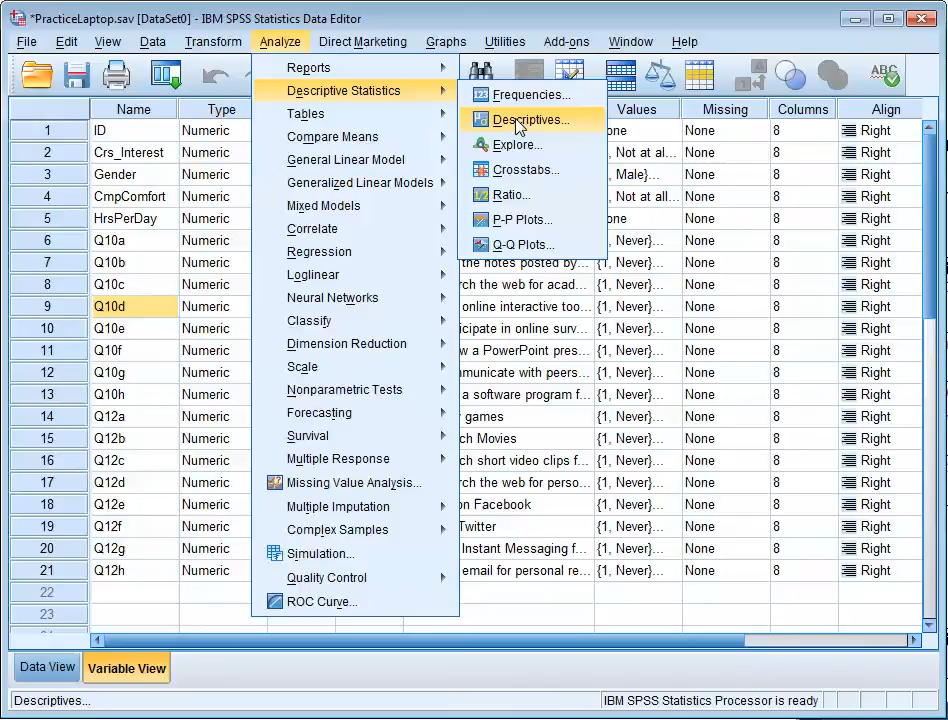 *PracticeLaptop.sav [DataSet0] - IBM SPSS Statistics Data Editor
File Edit View Data Transform Analyze Direct Marketing Graphs Utilities Add-ons Window Help
Reports
Descriptive Statistics
Tables
Compare Means
General Linear Model
Generalized Linear Models
Mixed Models
Correlate
Regression
Loglinear
Neural Networks
Classify
Dimension Reduction
Scale
Nonparametric Tests
Forecasting
Survival
Multiple Response
Missing Value Analysis...
Multiple Imputation
Complex Samples
Simulation...
Quality Control
ROC Curve...
Frequencies...
Descriptives...
Explore...
Crosstabs...
Ratio...
P-P Plots...
Q-Q Plots...
Name Type Values Missing Columns Align
1 ID Numeric one None 8 Right
2 Crs_Interest Numeric , Not at all... None 8 Right
3 Gender Numeric , Male}... None 8 Right
4 CmpComfort Numeric , Not at all... None 8 Right
5 HrsPerDay Numeric one None 8 Right
6 Q10a Numeric {1, Never}... None 8 Right
7 Q10b Numeric the notes posted by... {1, Never}... None 8 Right
8 Q10c Numeric rch the web for acad... {1, Never}... None 8 Right
9 Q10d Numeric online interactive too... {1, Never}... None 8 Right
10 Q10e Numeric icipate in online surv... {1, Never}... None 8 Right
11 Q10f Numeric w a PowerPoint pres... {1, Never}... None 8 Right
12 Q10g Numeric nmunicate with peers... {1, Never}... None 8 Right
13 Q10h Numeric a software program f... {1, Never}... None 8 Right
14 Q12a Numeric games {1, Never}... None 8 Right
15 Q12b Numeric ch Movies {1, Never}... None 8 Right
16 Q12c Numeric ch short video clips f... {1, Never}... None 8 Right
17 Q12d Numeric rch the web for perso... {1, Never}... None 8 Right
18 Q12e Numeric on Facebook {1, Never}... None 8 Right
19 Q12f Numeric Twitter {1, Never}... None 8 Right
20 Q12g Numeric Instant Messaging f... {1, Never}... None 8 Right
21 Q12h Numeric email for personal re... {1, Never}... None 8 Right
22
23
Data View Variable View
Descriptives... IBM SPSS Statistics Processor is ready